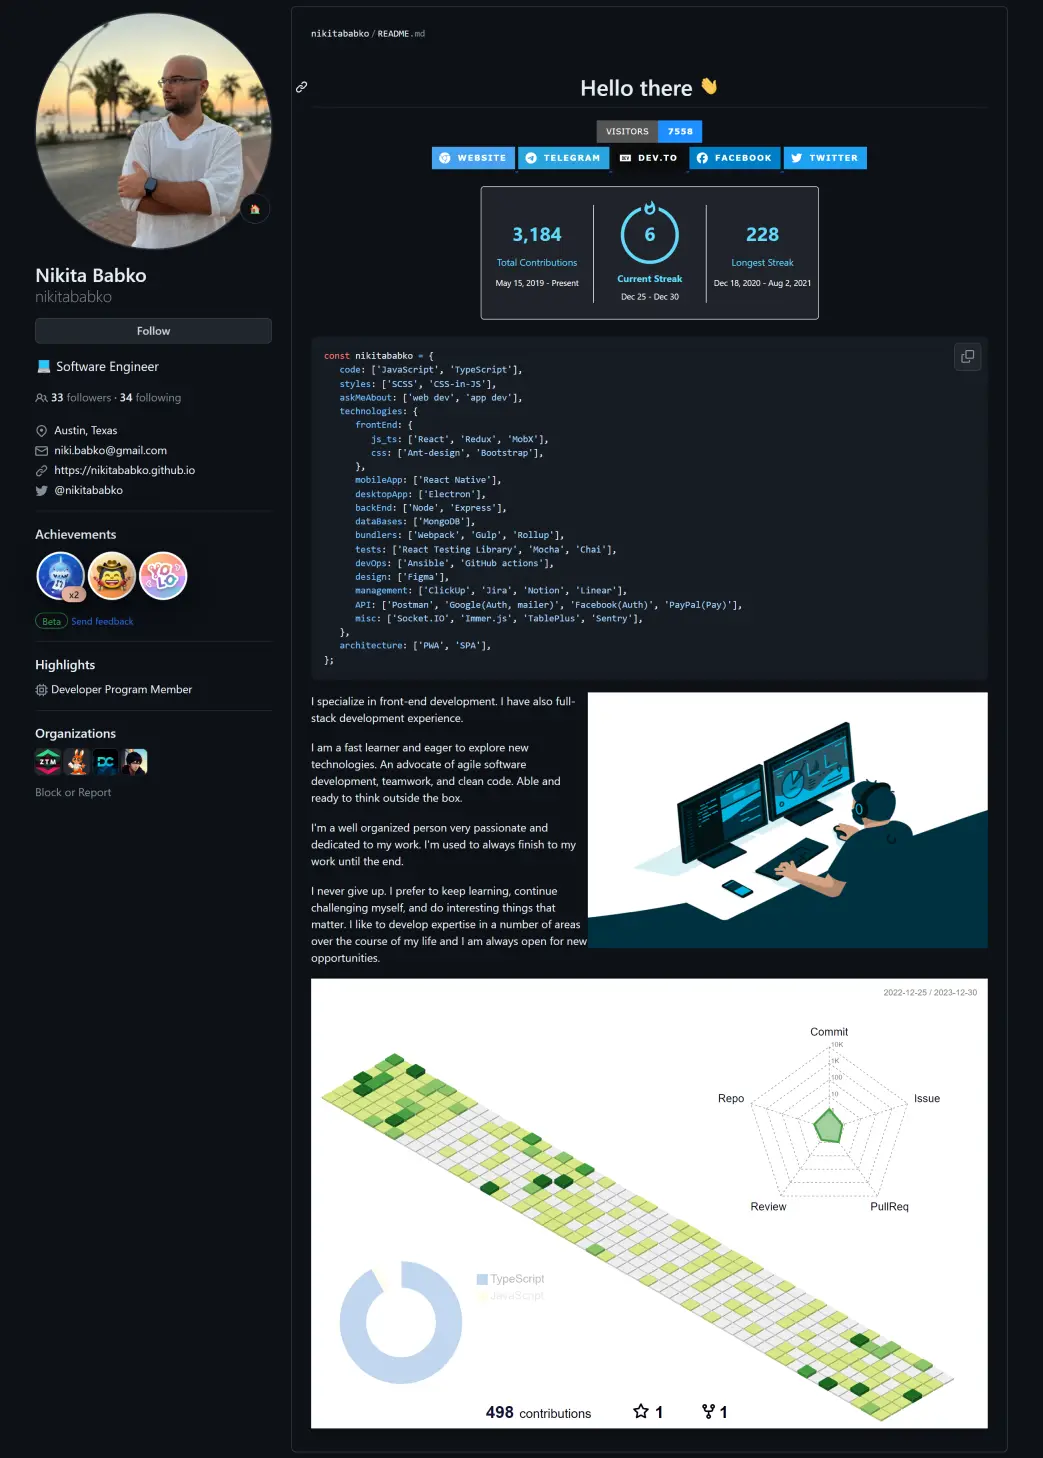 nikitababko / README.md
Hello there
VISITORS 7558
WEBSITE TELEGRAM DEV.TO FACEBOOK TWITTER
3,184
Total Contributions
May 15, 2019 - Present
6
Current Streak
Dec 25 - Dec 30
228
Longest Streak
Dec 18, 2020 - Aug 2, 2021
Nikita Babko
nikitababko
Follow
Software Engineer
33 followers · 34 following
Austin, Texas
niki.babko@gmail.com
https://nikitababko.github.io
@nikitababko
Achievements
x2
YOLO
Beta Send feedback
Highlights
Developer Program Member
Organizations
ZTM
DC
Block or Report
const nikitababko = {
code: ['JavaScript', 'TypeScript'],
styles: ['SCSS', 'CSS-in-JS'],
askMeAbout: ['web dev', 'app dev'],
technologies: {
frontEnd: {
js_ts: ['React', 'Redux', 'MobX'],
css: ['Ant-design', 'Bootstrap'],
},
mobileApp: ['React Native'],
desktopApp: ['Electron'],
backEnd: ['Node', 'Express'],
dataBases: ['MongoDB'],
bundlers: ['Webpack', 'Gulp', 'Rollup'],
tests: ['React Testing Library', 'Mocha', 'Chai'],
devOps: ['Ansible', 'GitHub actions'],
design: ['Figma'],
management: ['ClickUp', 'Jira', 'Notion', 'Linear'],
API: ['Postman', 'Google(Auth, mailer)', 'Facebook(Auth)', 'PayPal(Pay)'],
misc: ['Socket.IO', 'Immer.js', 'TablePlus', 'Sentry'],
},
architecture: ['PWA', 'SPA'],
};
I specialize in front-end development. I have also full-
stack development experience.
I am a fast learner and eager to explore new
technologies. An advocate of agile software
development, teamwork, and clean code. Able and
ready to think outside the box.
I'm a well organized person very passionate and
dedicated to my work. I'm used to always finish to my
work until the end.
I never give up. I prefer to keep learning, continue
challenging myself, and do interesting things that
matter. I like to develop expertise in a number of areas
over the course of my life and I am always open for new
opportunities.
2022-12-25 / 2023-12-30
Commit
10K
1K
100
10
Repo
Issue
Review
PullReq
TypeScript
JavaScript
498 contributions 1 1